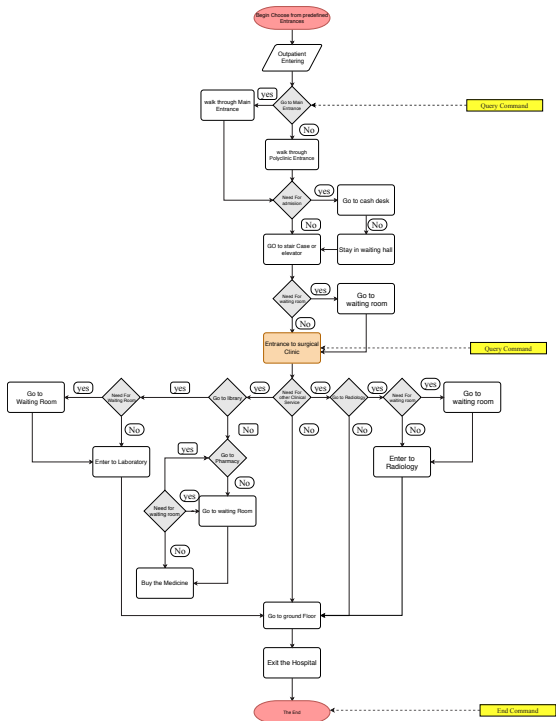 Begin Chouse from predefined
Entrances
Outpatient
Entering
yes
walk through Main
Entrance
Go to Main
Entrance
Query Command
No
walk through
Polyclinic Entrance
Need For
admission
yes
Go to cash desk
No
No
GO to stair Case or
elevator
Stay in waiting hall
Need For
waiting room
yes
Go to
waiting room
No
Entrance to surgical
Clinic
Query Command
Go to
Waiting Room
yes
Need For
Waiting Room
yes
Go to library
yes
Need For
other Clinical
Service
yes
Go to Radiology
yes
Need For
waiting room
yes
Go to
waiting room
No
No
No
No
No
Enter to Laboratory
yes
Go to
Pharmacy
Enter to
Radiology
No
Need for
waiting room
yes
Go to waiting Room
No
Buy the Medicine
Go to ground Floor
Exit the Hospital
The End
End Command